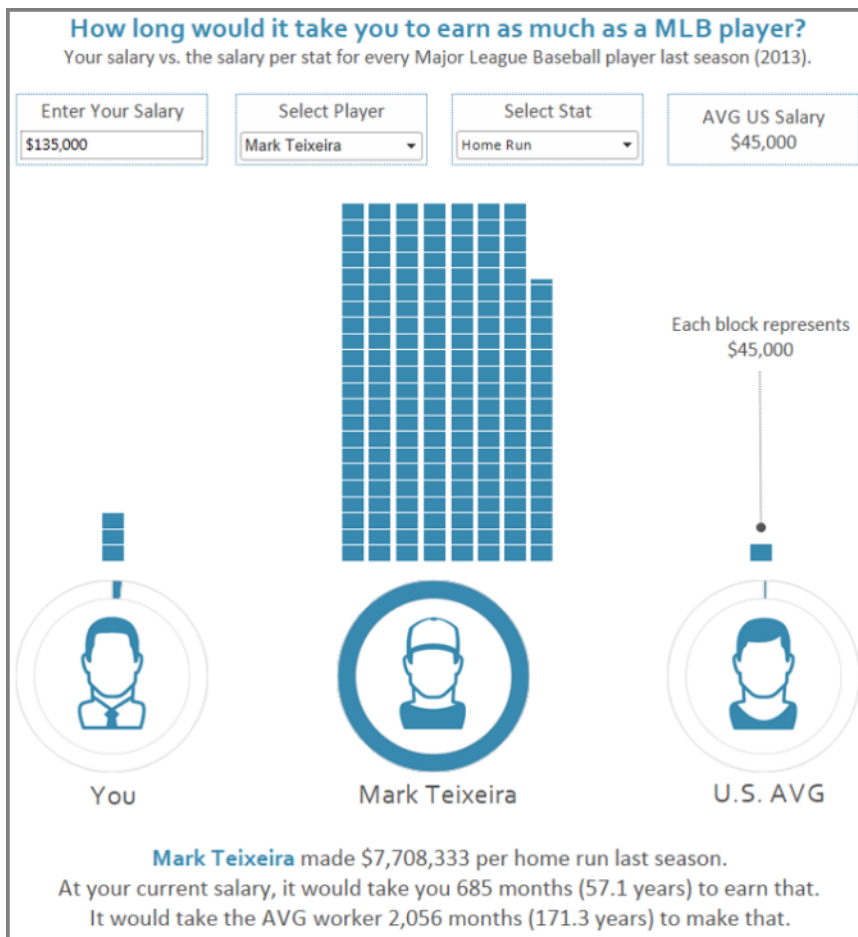 How long would it take you to earn as much as a MLB player?
Your salary vs. the salary per stat for every Major League Baseball player last season (2013).
Enter Your Salary
$135,000
Select Player
Mark Teixeira
Select Stat
Home Run
AVG US Salary
$45,000
Each block represents
$45,000
You
Mark Teixeira
U.S. AVG
Mark Teixeira made $7,708,333 per home run last season.
At your current salary, it would take you 685 months (57.1 years) to earn that.
It would take the AVG worker 2,056 months (171.3 years) to make that.